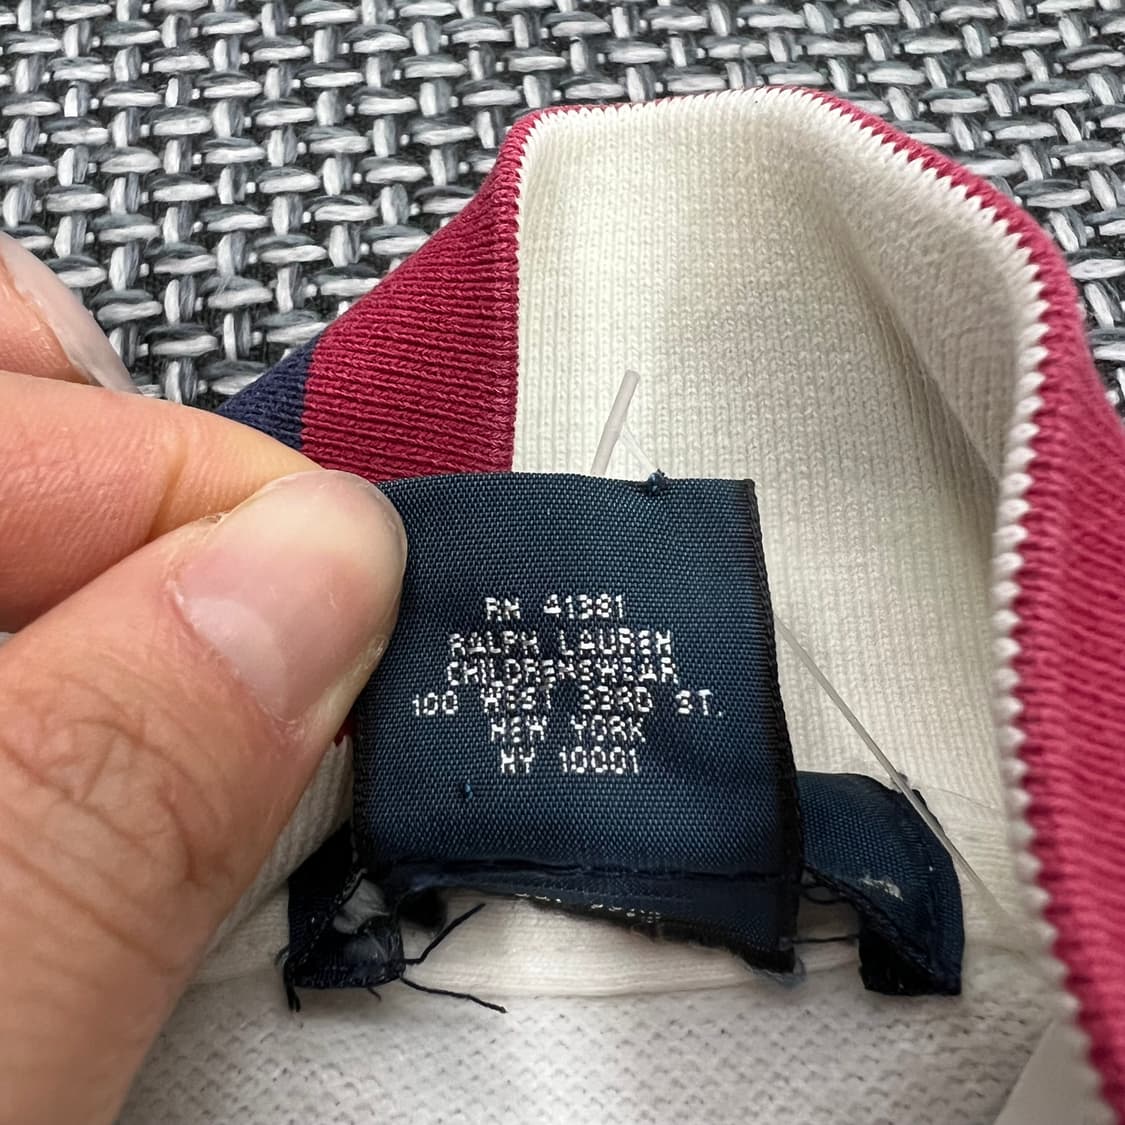 RN 41381
RALPH LAUREN
CHILDRENSWEAR
100 WEST 33RD ST.
NEW YORK
NY 10001